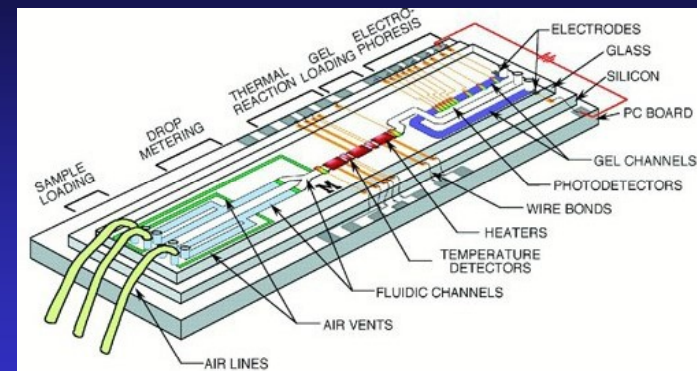 SAMPLE
LOADING
DROP
METERING
THERMAL
REACTION
GEL
LOADING
ELECTRO-
PHORESIS
ELECTRODES
GLASS
SILICON
PC BOARD
GEL CHANNELS
PHOTODETECTORS
WIRE BONDS
HEATERS
TEMPERATURE
DETECTORS
FLUIDIC CHANNELS
AIR VENTS
AIR LINES
M